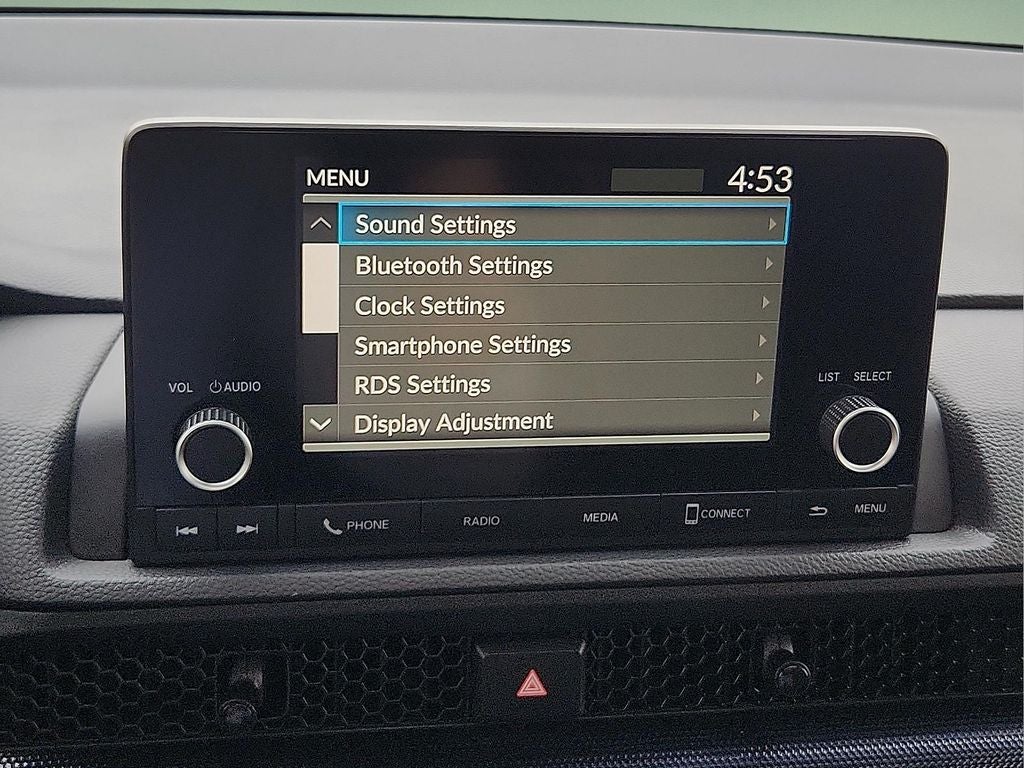 MENU 4:53
Sound Settings
Bluetooth Settings
Clock Settings
Smartphone Settings
RDS Settings
Display Adjustment
VOL AUDIO
LIST SELECT
PHONE RADIO MEDIA CONNECT MENU